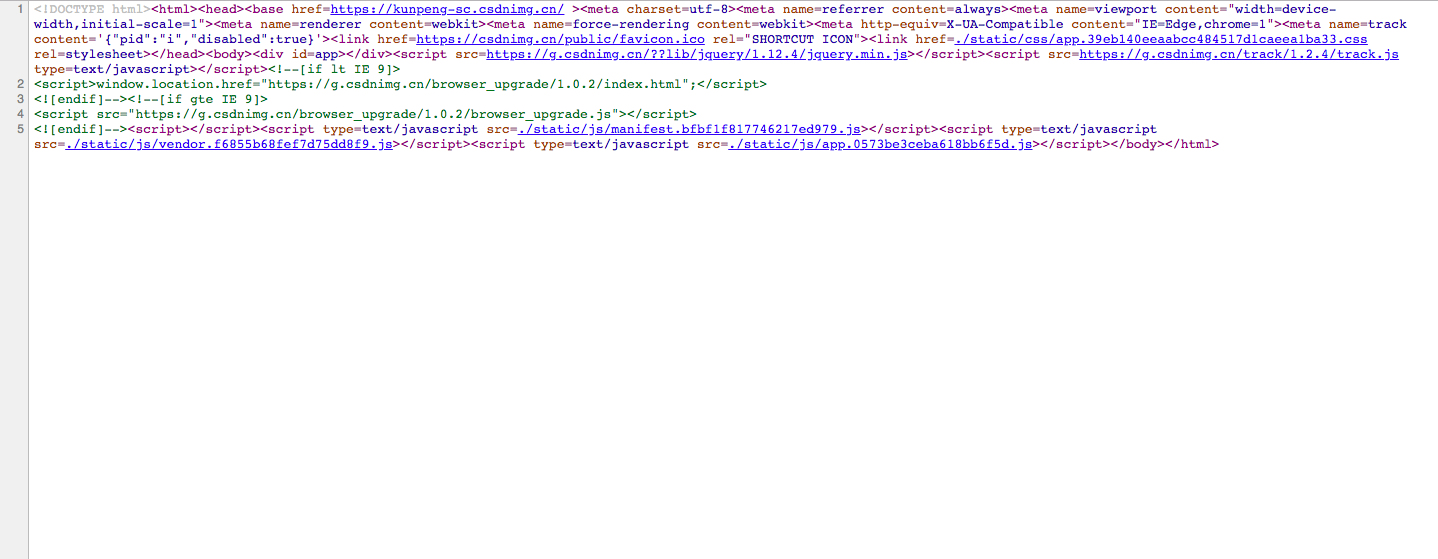 1 <!DOCTYPE html><html><head><base href=https://kunpeng-sc.csdnimg.cn/ ><meta charset=utf-8><meta name=referrer content=always><meta name=viewport content="width=device-
width,initial-scale=1"><meta name=renderer content=webkit><meta name=force-rendering content=webkit><meta http-equiv=X-UA-Compatible content="IE=Edge,chrome=1"><meta name=track
content='{"pid":"i","disabled":true}'><link href=https://csdnimg.cn/public/favicon.ico rel="SHORTCUT ICON"><link href=./static/css/app.39eb140eeaabcc484517d1caeea1ba33.css
rel=stylesheet></head><body><div id=app></div><script src=https://g.csdnimg.cn/??lib/jquery/1.12.4/jquery.min.js></script><script src=https://g.csdnimg.cn/track/1.2.4/track.js
type=text/javascript></script><!--[if lt IE 9]>
2 <script>window.location.href="https://g.csdnimg.cn/browser_upgrade/1.0.2/index.html";</script>
3 <![endif]--><!--[if gte IE 9]>
4 <script src="https://g.csdnimg.cn/browser_upgrade/1.0.2/browser_upgrade.js"></script>
5 <![endif]--><script></script><script type=text/javascript src=./static/js/manifest.bfbf1f817746217ed979.js></script><script type=text/javascript
src=./static/js/vendor.f6855b68fef7d75dd8f9.js></script><script type=text/javascript src=./static/js/app.0573be3ceba618bb6f5d.js></script></body></html>